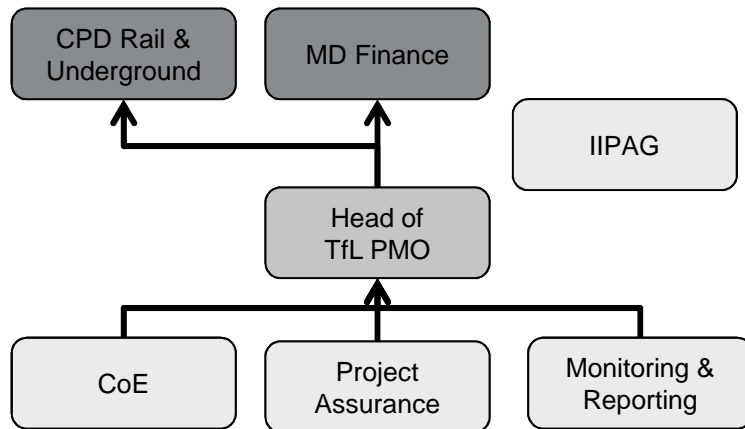 CPD Rail &
Underground
MD Finance
IIPAG
Head of
TfL PMO
CoE
Project
Assurance
Monitoring &
Reporting